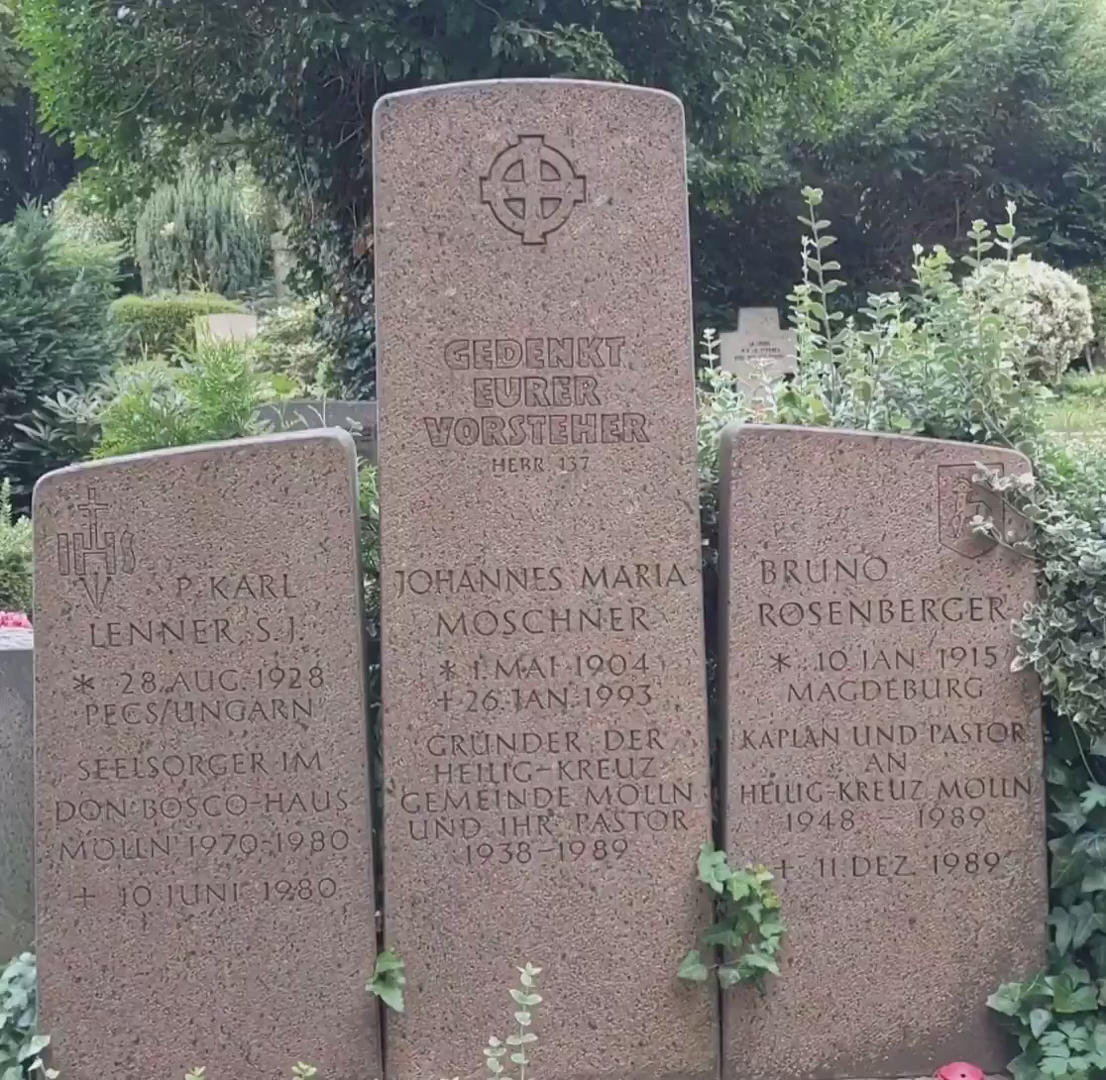 IHS
P. KARL
LENNER S.J.
* 28. AUG. 1928
PECS/UNGARN
SEELSORGER IM
DON BOSCO-HAUS
MÖLLN 1970-1980
+ 10 JUNI 1980
GEDENKT
EURER
VORSTEHER
HEBR. 137
JOHANNES MARIA
MOSCHNER
* 1. MAI 1904
+ 26. JAN. 1993
GRÜNDER DER
HEILIG-KREUZ
GEMEINDE MÖLLN
UND IHR PASTOR
1938-1989
BRUNO
ROSENBERGER
* 10 JAN. 1915
MAGDEBURG
KAPLAN UND PASTOR
AN
HEILIG-KREUZ MÖLLN
1948 - 1989
+ 11. DEZ. 1989